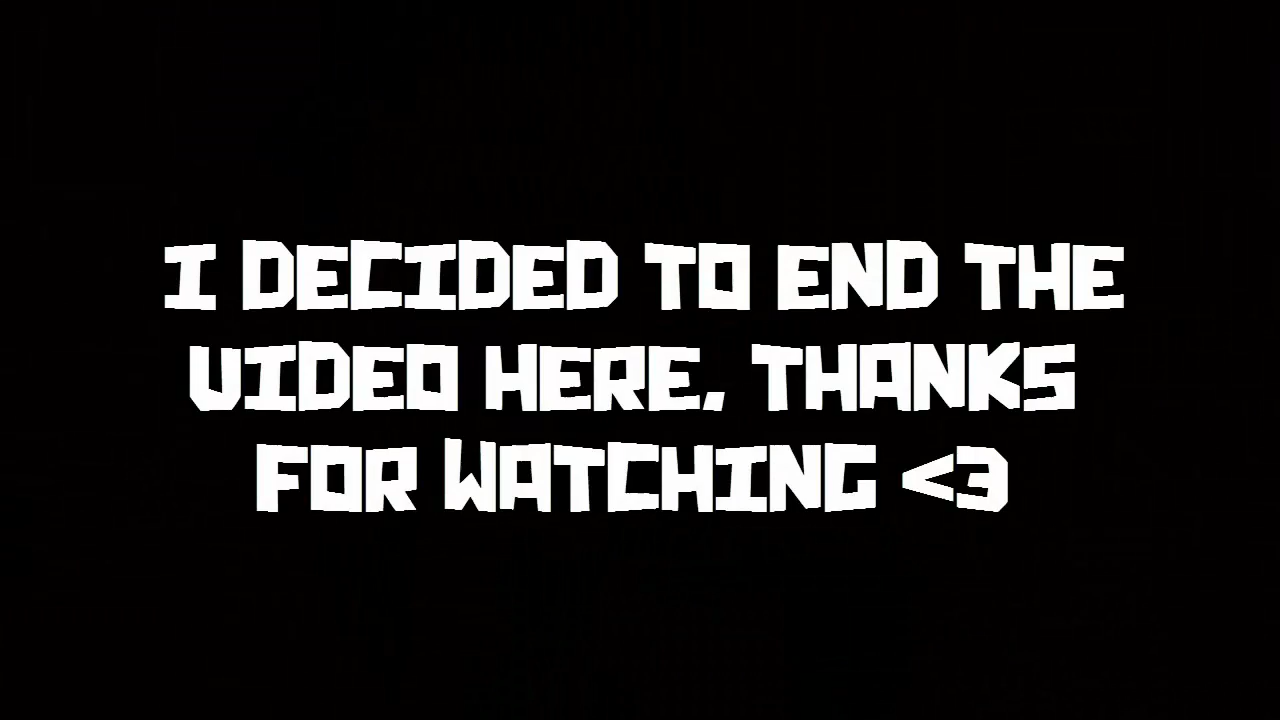 I DECIDED TO END THE
VIDEO HERE, THANKS
FOR WATCHING <3